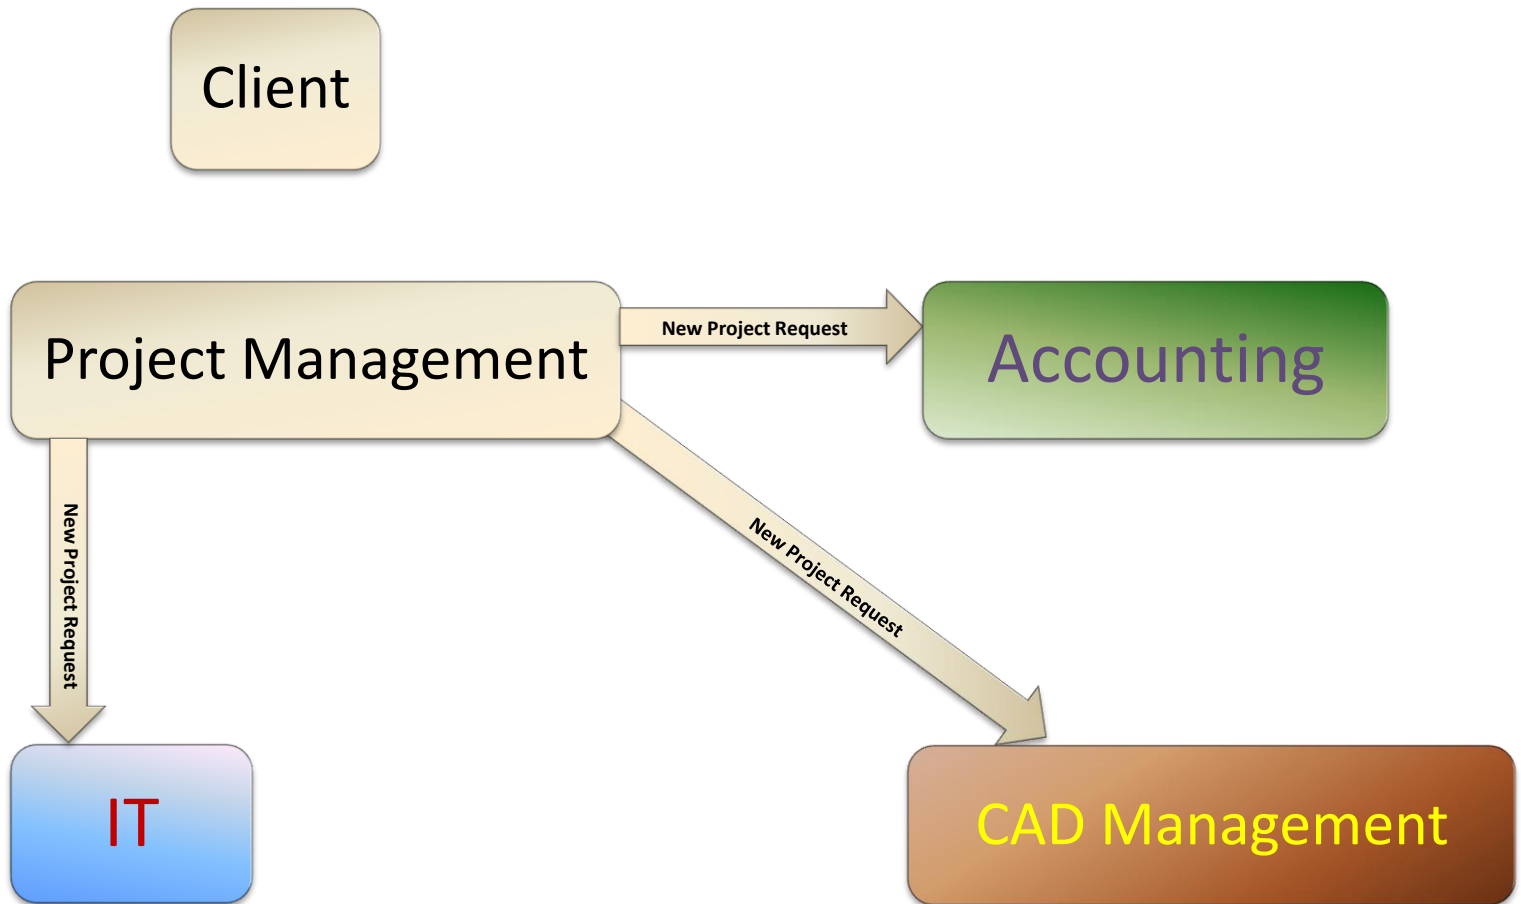 Client
Project Management
New Project Request
Accounting
New Project Request
New Project Request
IT
CAD Management